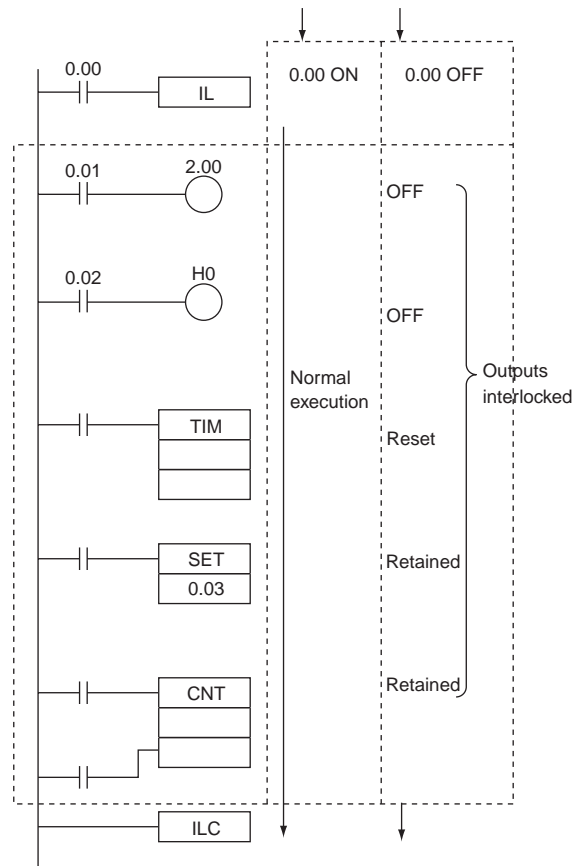 0.00
IL
0.00 ON
0.00 OFF
0.01
2.00
OFF
0.02
H0
OFF
Normal
execution
Outputs
interlocked
TIM
Reset
SET
0.03
Retained
CNT
Retained
ILC